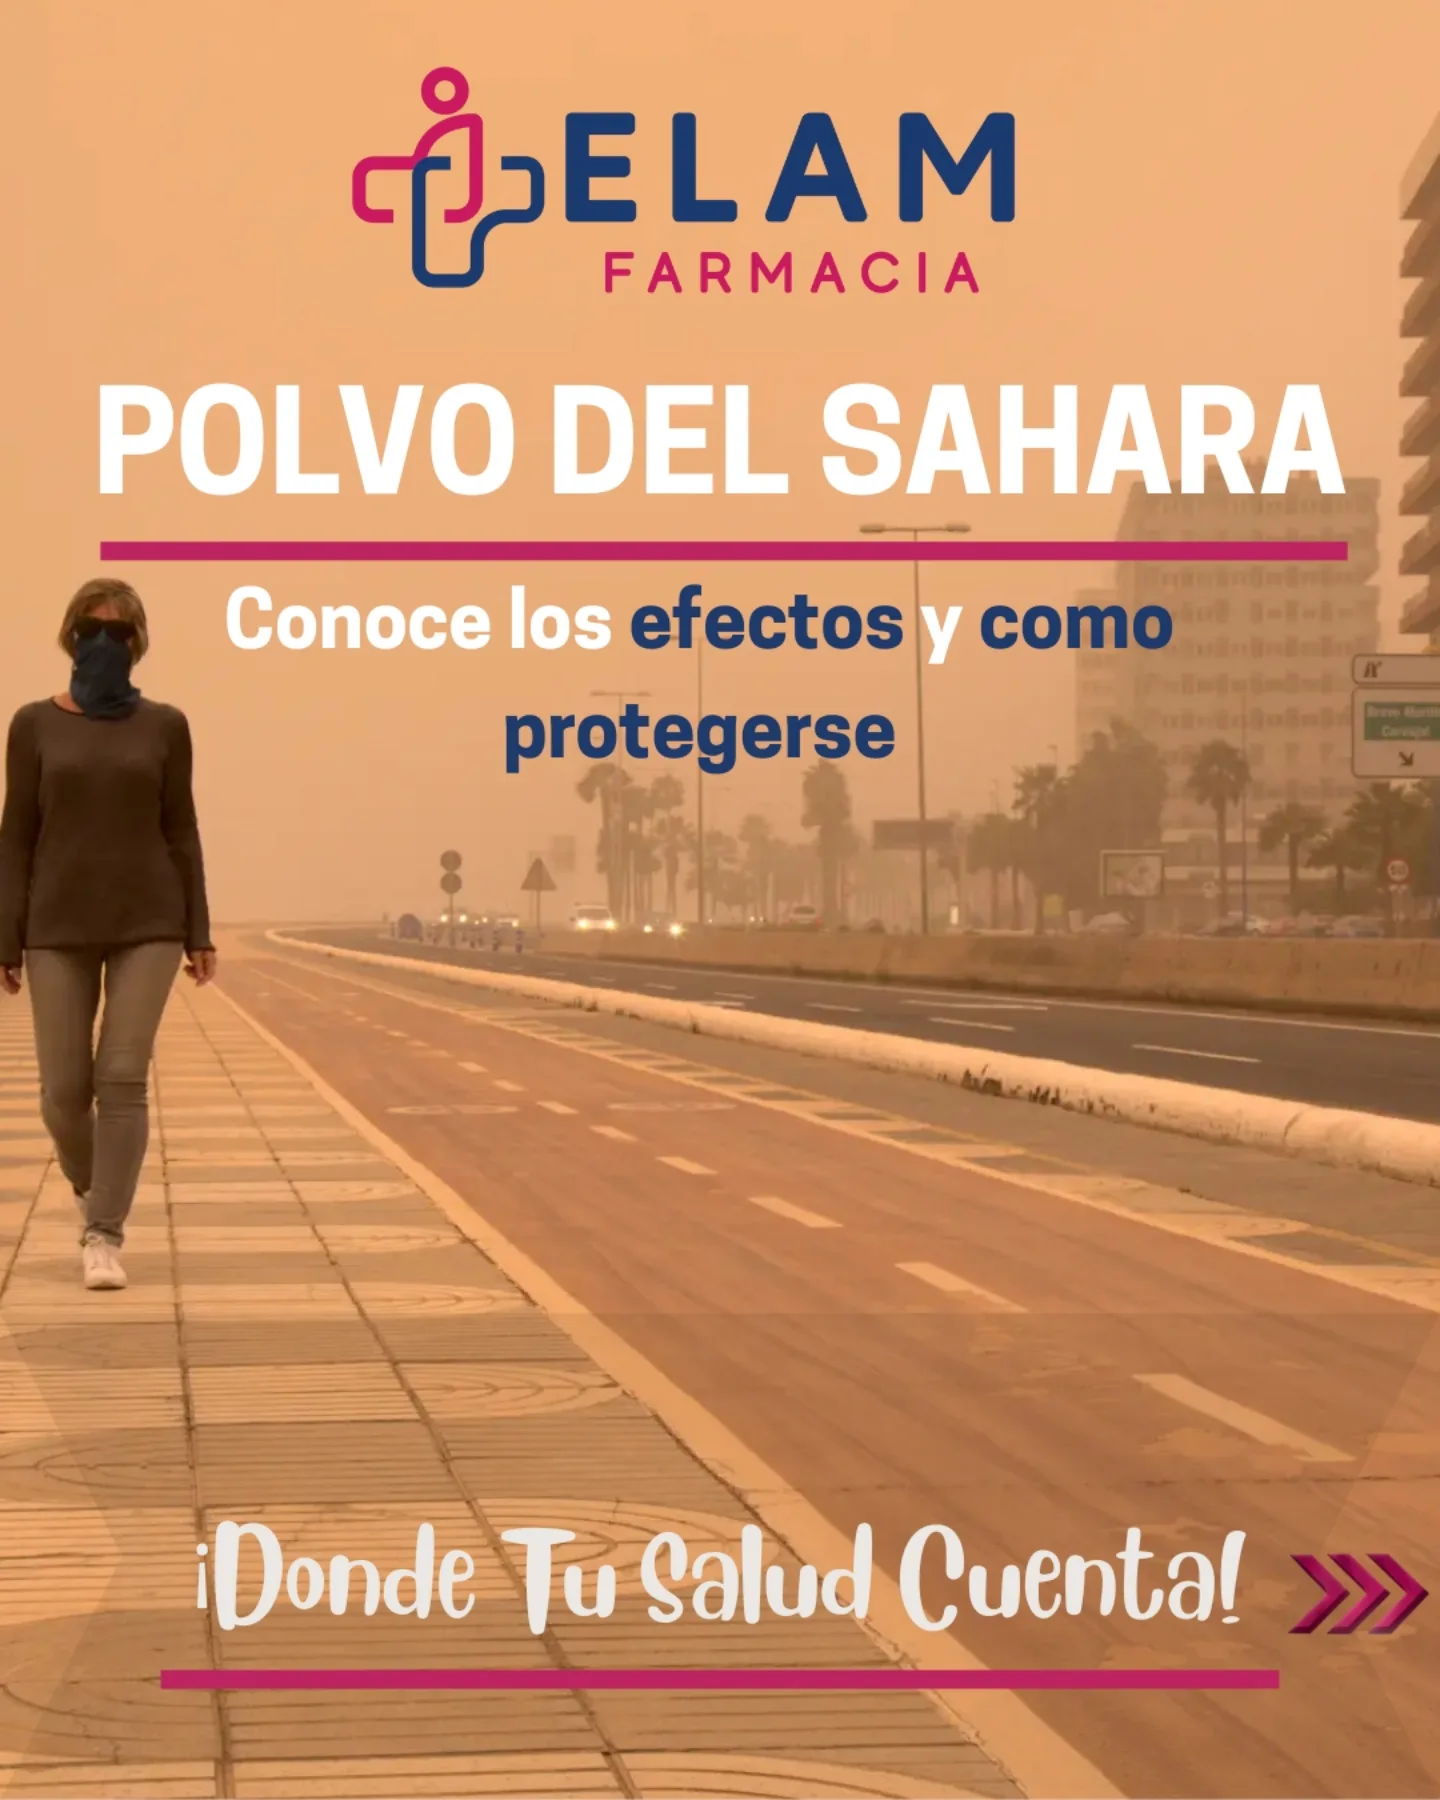 ELAM
FARMACIA
POLVO DEL SAHARA
Conoce los efectos y como
protegerse
¡Donde Tu Salud Cuenta!